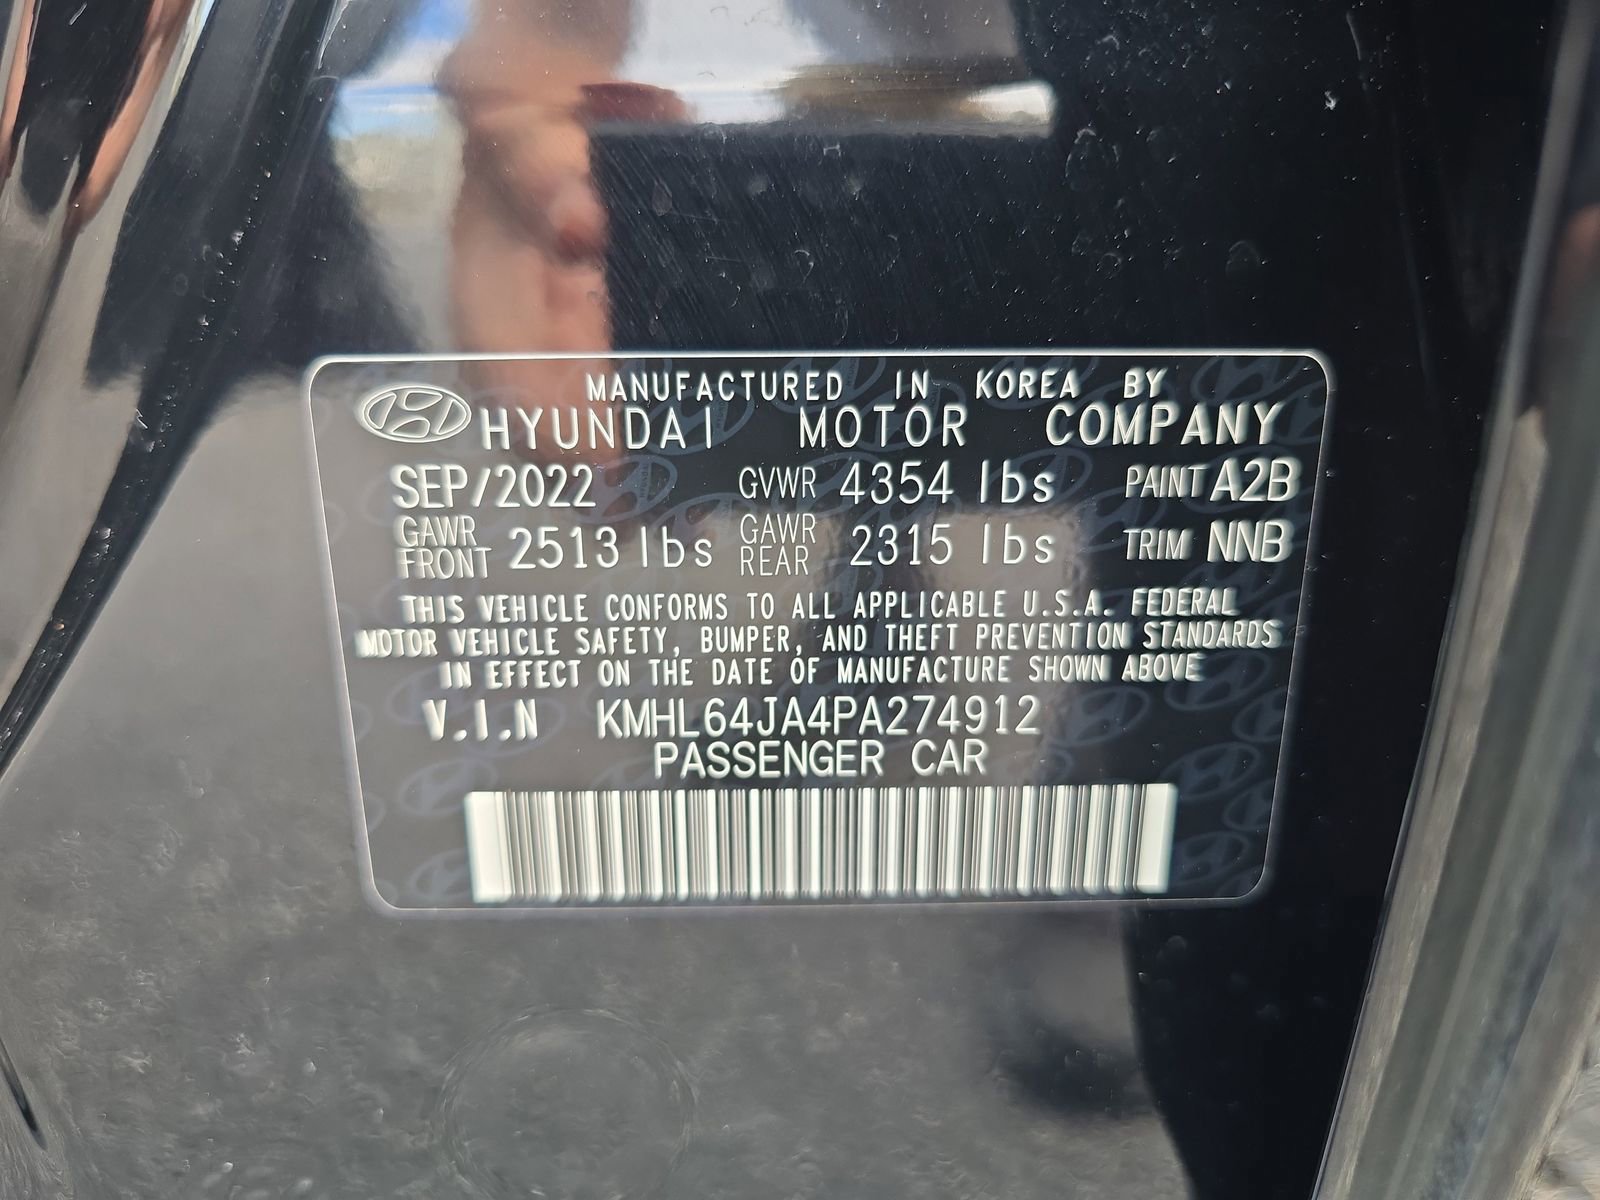 MANUFACTURED IN KOREA BY
HYUNDAI MOTOR COMPANY
SEP/2022 GVWR 4354 lbs PAINT A2B
GAWR FRONT 2513 lbs GAWR REAR 2315 lbs TRIM NNB
THIS VEHICLE CONFORMS TO ALL APPLICABLE U.S.A. FEDERAL
MOTOR VEHICLE SAFETY, BUMPER, AND THEFT PREVENTION STANDARDS
IN EFFECT ON THE DATE OF MANUFACTURE SHOWN ABOVE
V.I.N KMHL64JA4PA274912
PASSENGER CAR